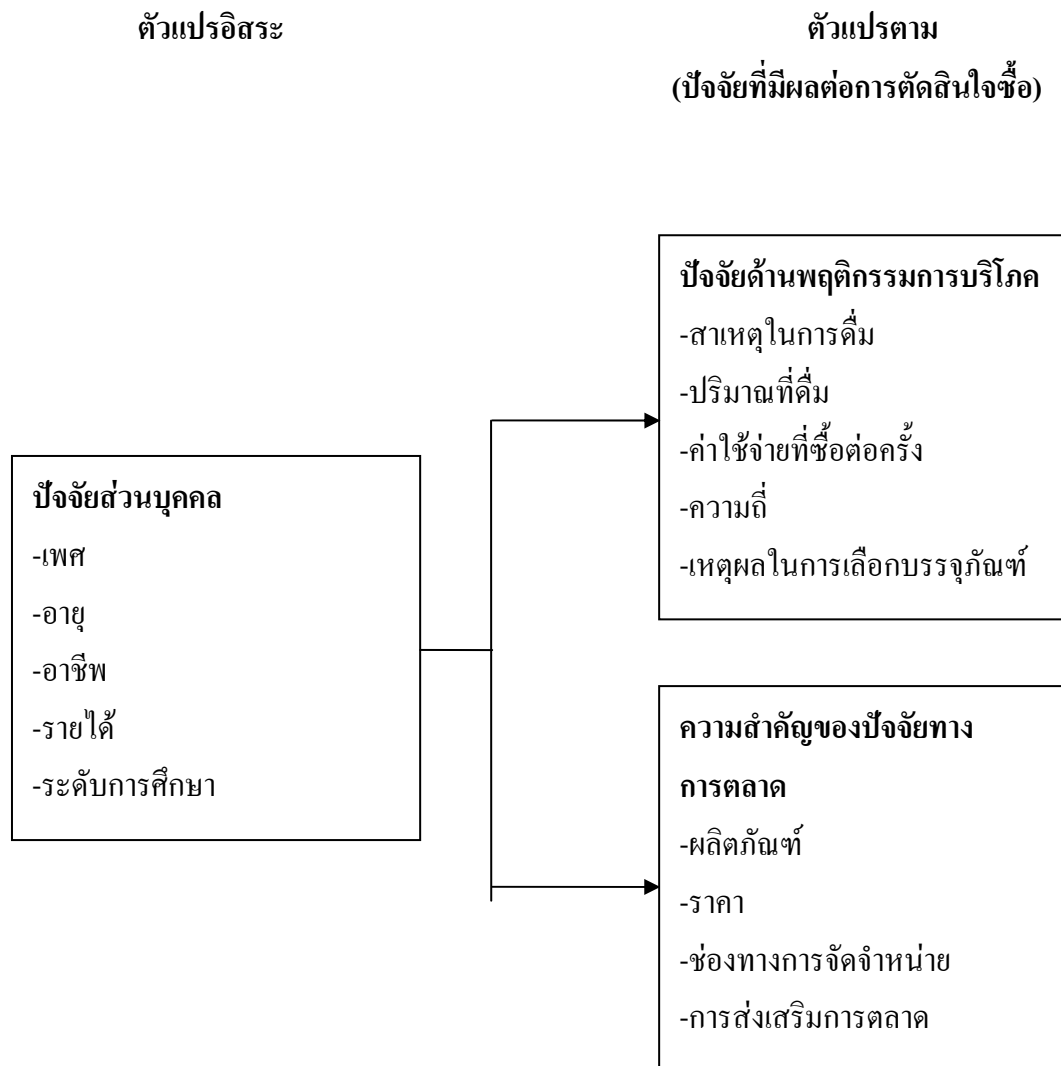 ตัวแปรอิสระ
ตัวแปรตาม
(ปัจจัยที่มีผลต่อการตัดสินใจซื้อ)
ปัจจัยส่วนบุคคล
-เพศ
-อายุ
-อาชีพ
-รายได้
-ระดับการศึกษา
ปัจจัยด้านพฤติกรรมการบริโภค
-สาเหตุในการดื่ม
-ปริมาณที่ดื่ม
-ค่าใช้จ่ายที่ซื้อต่อครั้ง
-ความถี่
-เหตุผลในการเลือกบรรจุภัณฑ์
ความสำคัญของปัจจัยทาง
การตลาด
-ผลิตภัณฑ์
-ราคา
-ช่องทางการจัดจำหน่าย
-การส่งเสริมการตลาด